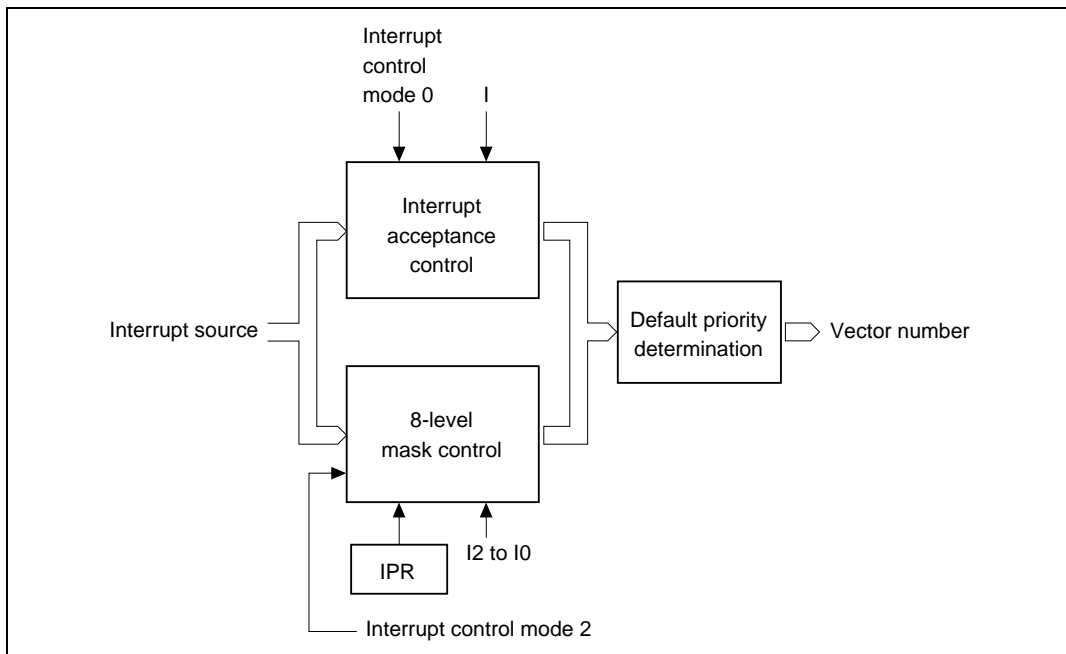 Interrupt
control
mode 0
I
Interrupt
acceptance
control
Interrupt source
Default priority
determination
Vector number
8-level
mask control
I2 to I0
IPR
Interrupt control mode 2